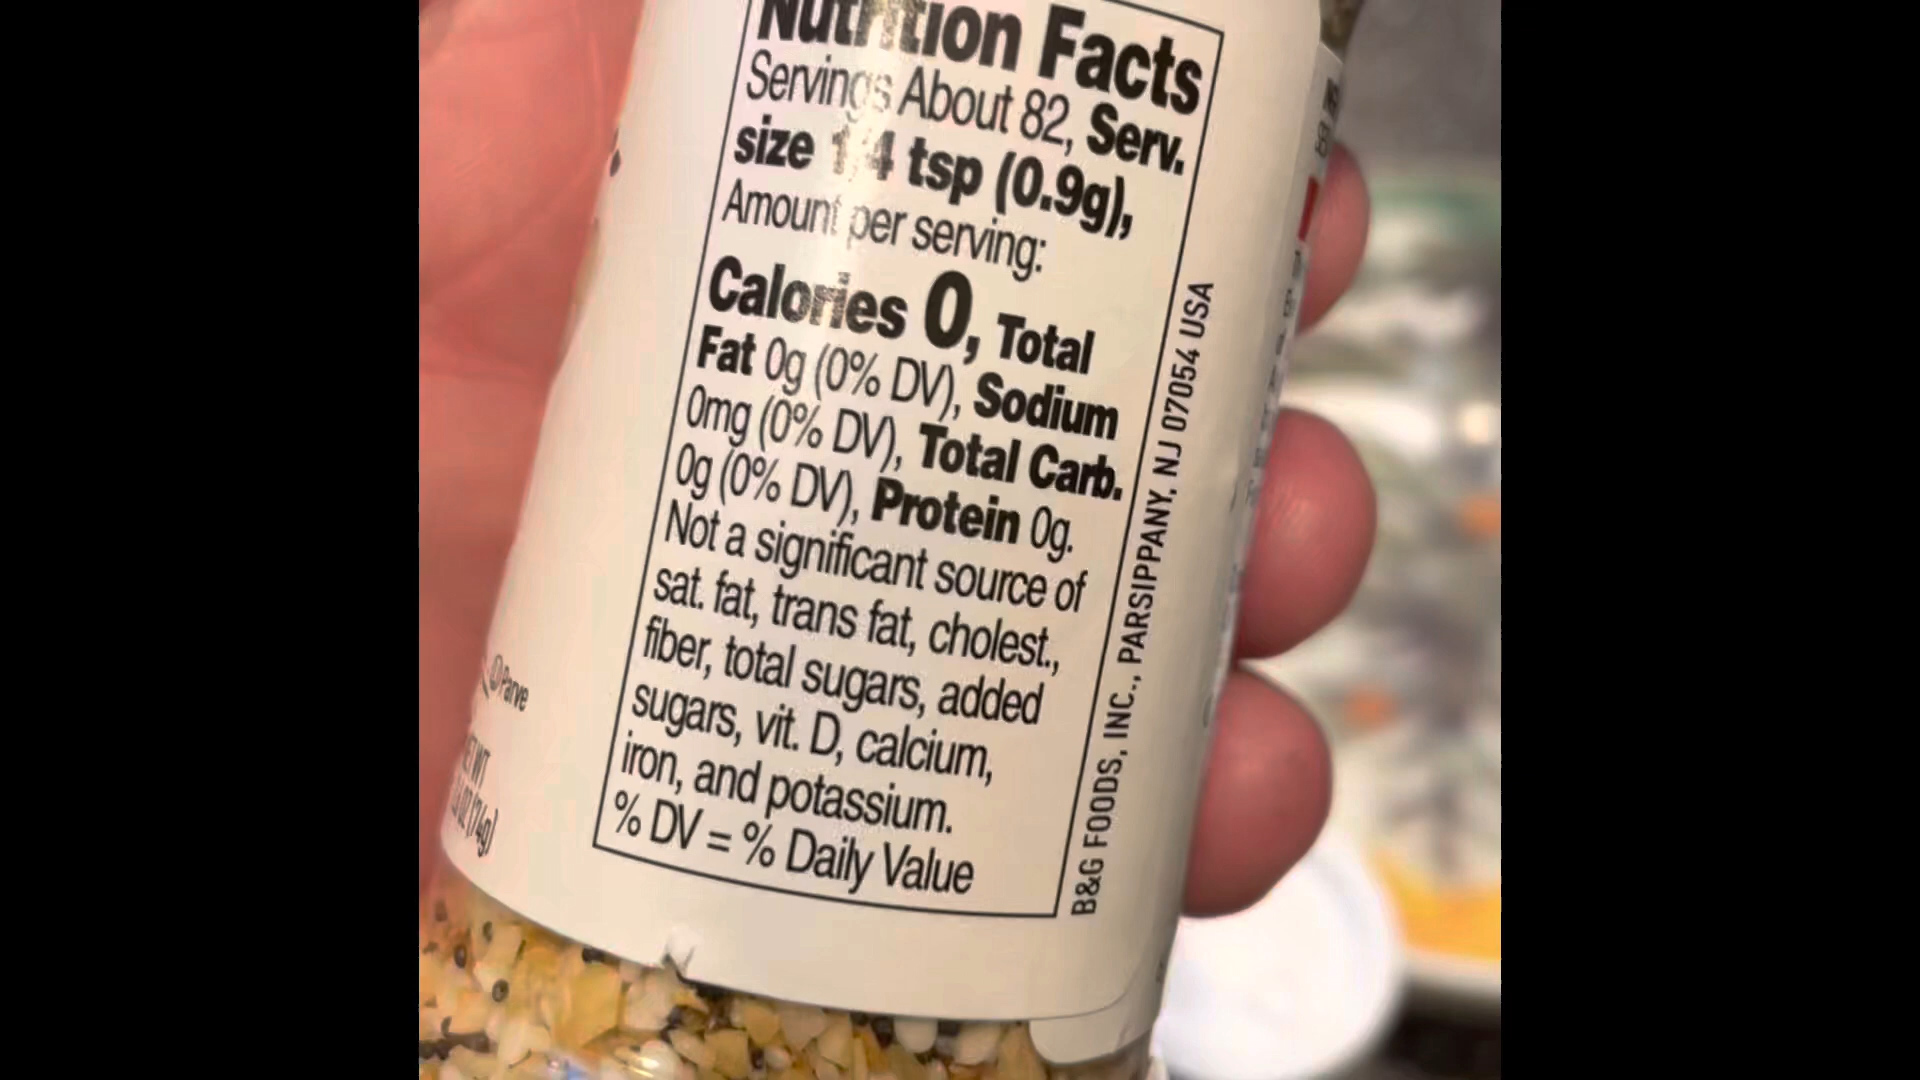 Nutrition Facts
Servings About 82, Serv.
size 1/4 tsp (0.9g),
Amount per serving:
Calories 0, Total
Fat 0g (0% DV), Sodium
0mg (0% DV), Total Carb.
0g (0% DV), Protein 0g.
Not a significant source of
sat. fat, trans fat, cholest.,
fiber, total sugars, added
sugars, vit. D, calcium,
iron, and potassium.
% DV = % Daily Value
B&G FOODS, INC., PARSIPPANY, NJ 07054 USA
Parve
WT
OZ (74g)